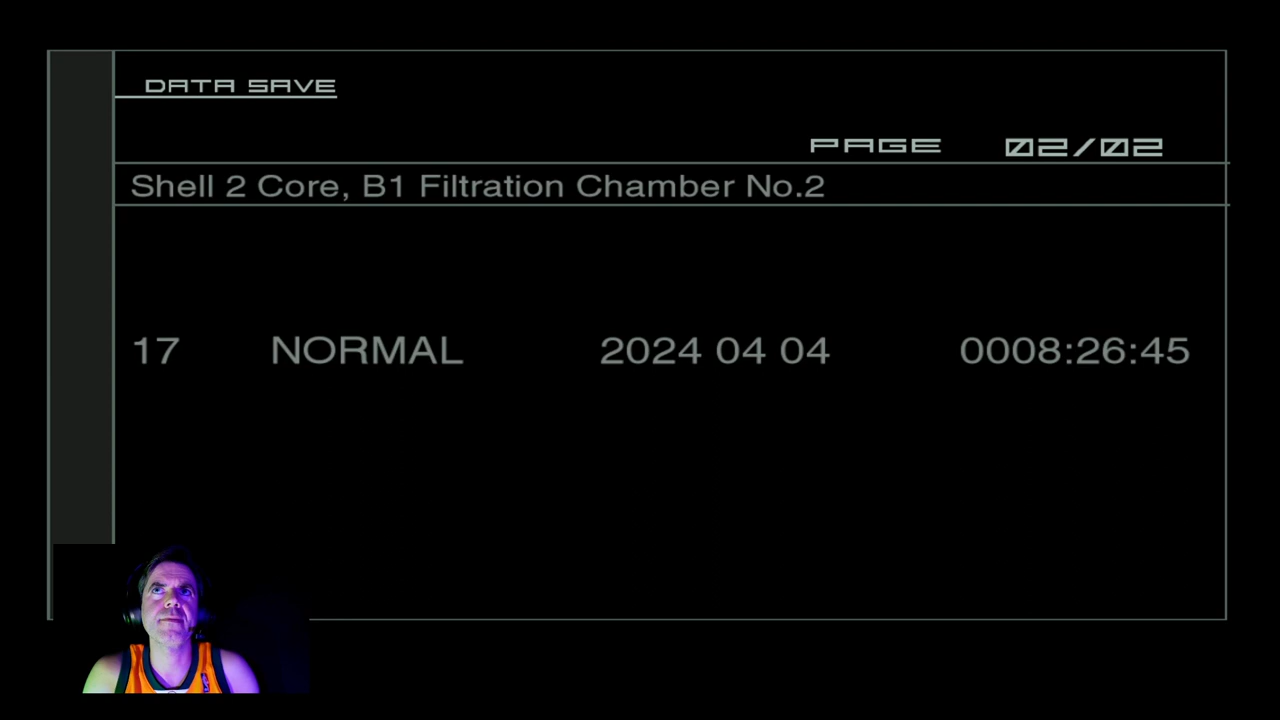 DATA SAVE
PAGE 02/02
Shell 2 Core, B1 Filtration Chamber No.2
17 NORMAL 2024 04 04 0008:26:45